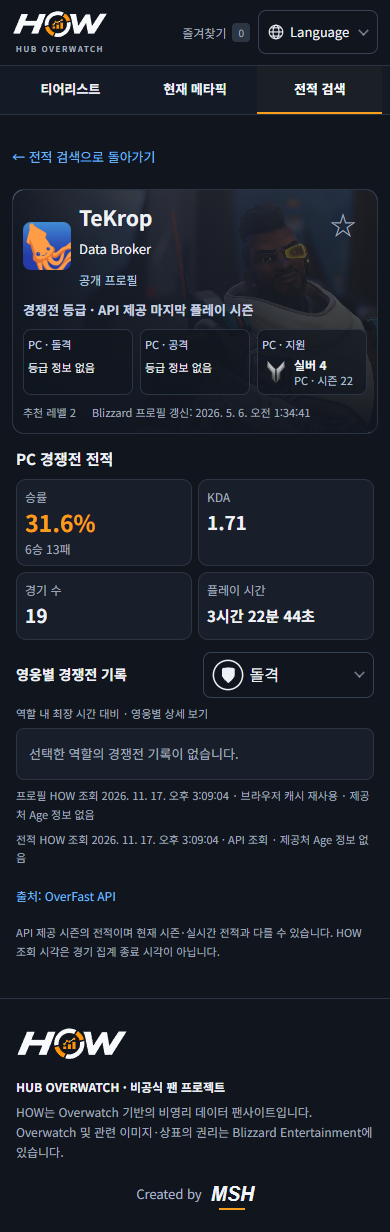 HOW
HUB OVERWATCH
즐겨찾기 0
Language
티어리스트
현재 메타픽
전적 검색
← 전적 검색으로 돌아가기
TeKrop
Data Broker
공개 프로필
경쟁전 등급 · API 제공 마지막 플레이 시즌
PC · 돌격
등급 정보 없음
PC · 공격
등급 정보 없음
PC · 지원
실버 4
PC · 시즌 22
추천 레벨 2 Blizzard 프로필 갱신: 2026. 5. 6. 오전 1:34:41
PC 경쟁전 전적
승률
31.6%
6승 13패
KDA
1.71
경기 수
19
플레이 시간
3시간 22분 44초
영웅별 경쟁전 기록
돌격
역할 내 최장 시간 대비 · 영웅별 상세 보기
선택한 역할의 경쟁전 기록이 없습니다.
프로필 HOW 조회 2026. 11. 17. 오후 3:09:04 · 브라우저 캐시 재사용 · 제공
처 Age 정보 없음
전적 HOW 조회 2026. 11. 17. 오후 3:09:04 · API 조회 · 제공처 Age 정보 없
음
출처: OverFast API
API 제공 시즌의 전적이며 현재 시즌·실시간 전적과 다를 수 있습니다. HOW
조회 시각은 경기 집계 종료 시각이 아닙니다.
HOW
HUB OVERWATCH · 비공식 팬 프로젝트
HOW는 Overwatch 기반의 비영리 데이터 팬사이트입니다.
Overwatch 및 관련 이미지·상표의 권리는 Blizzard Entertainment에
있습니다.
Created by MSH